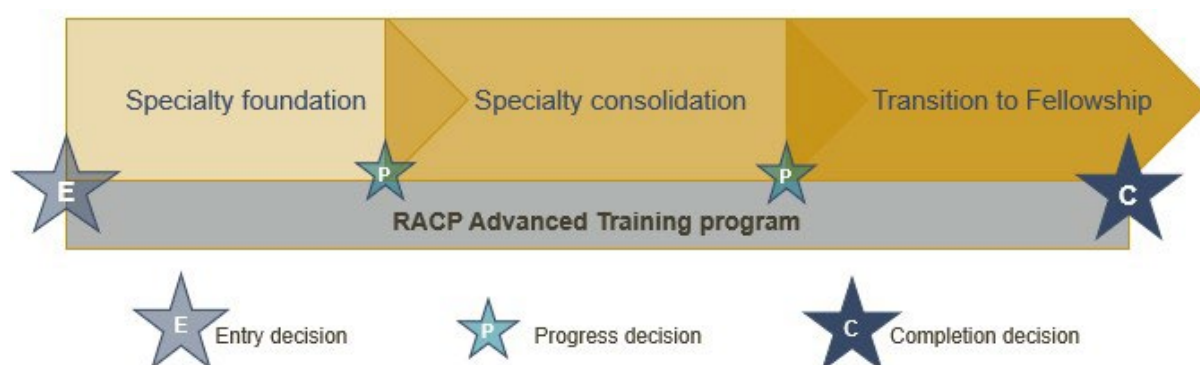 Specialty foundation
Specialty consolidation
Transition to Fellowship
E
P
P
C
RACP Advanced Training program
E Entry decision
P Progress decision
C Completion decision